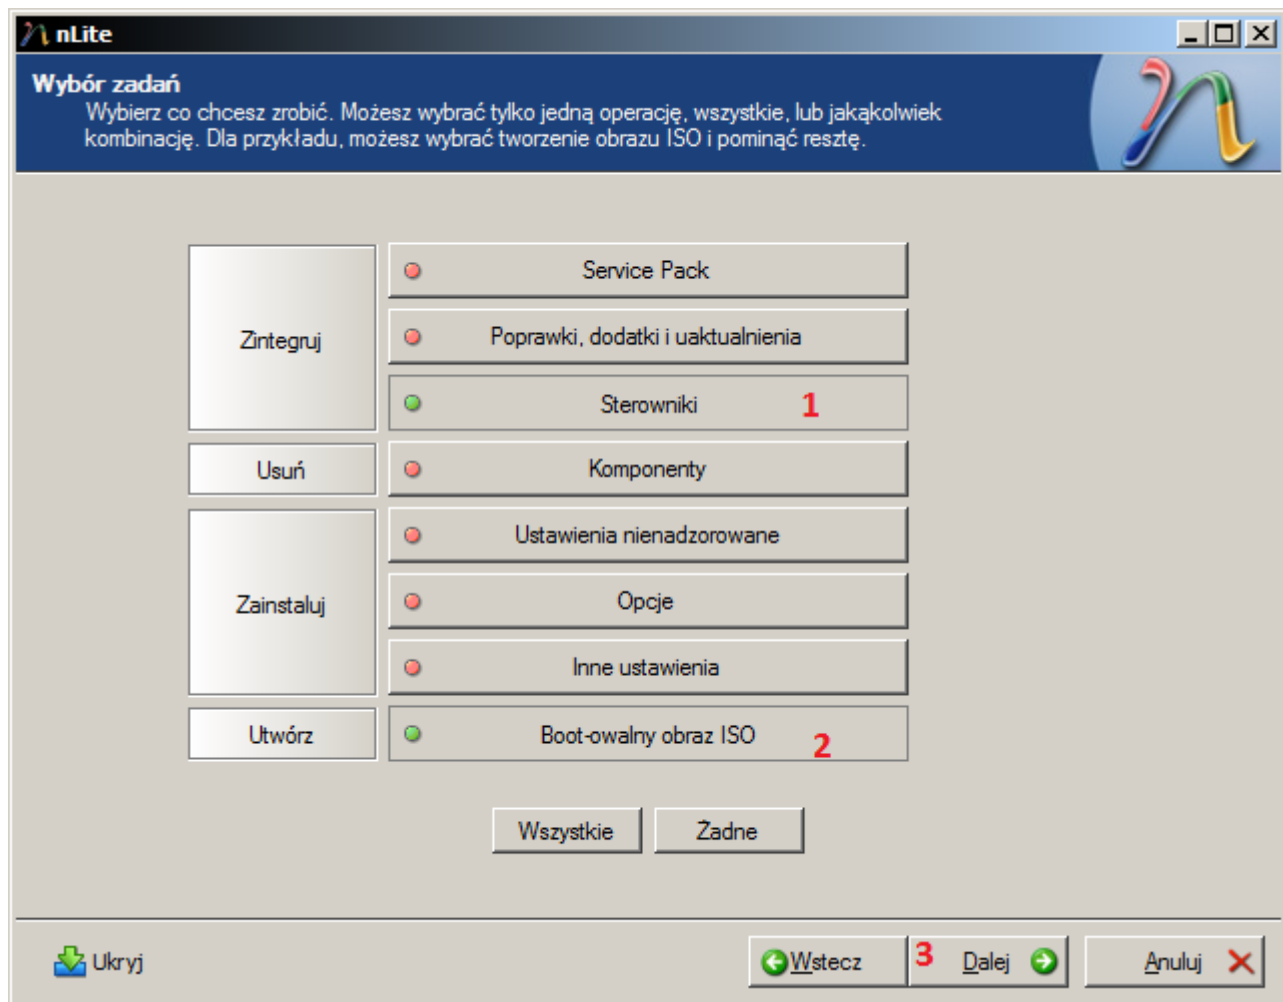 nLite
Wybór zadań
Wybierz co chcesz zrobić. Możesz wybrać tylko jedną operację, wszystkie, lub jakąkolwiek
kombinację. Dla przykładu, możesz wybrać tworzenie obrazu ISO i pominąć resztę.
Zintegruj
Service Pack
Poprawki, dodatki i uaktualnienia
Sterowniki 1
Usuń
Komponenty
Zainstaluj
Ustawienia nienadzorowane
Opcje
Inne ustawienia
Utwórz
Boot-owalny obraz ISO 2
Wszystkie Żadne
Ukryj Wstecz 3 Dalej Anuluj